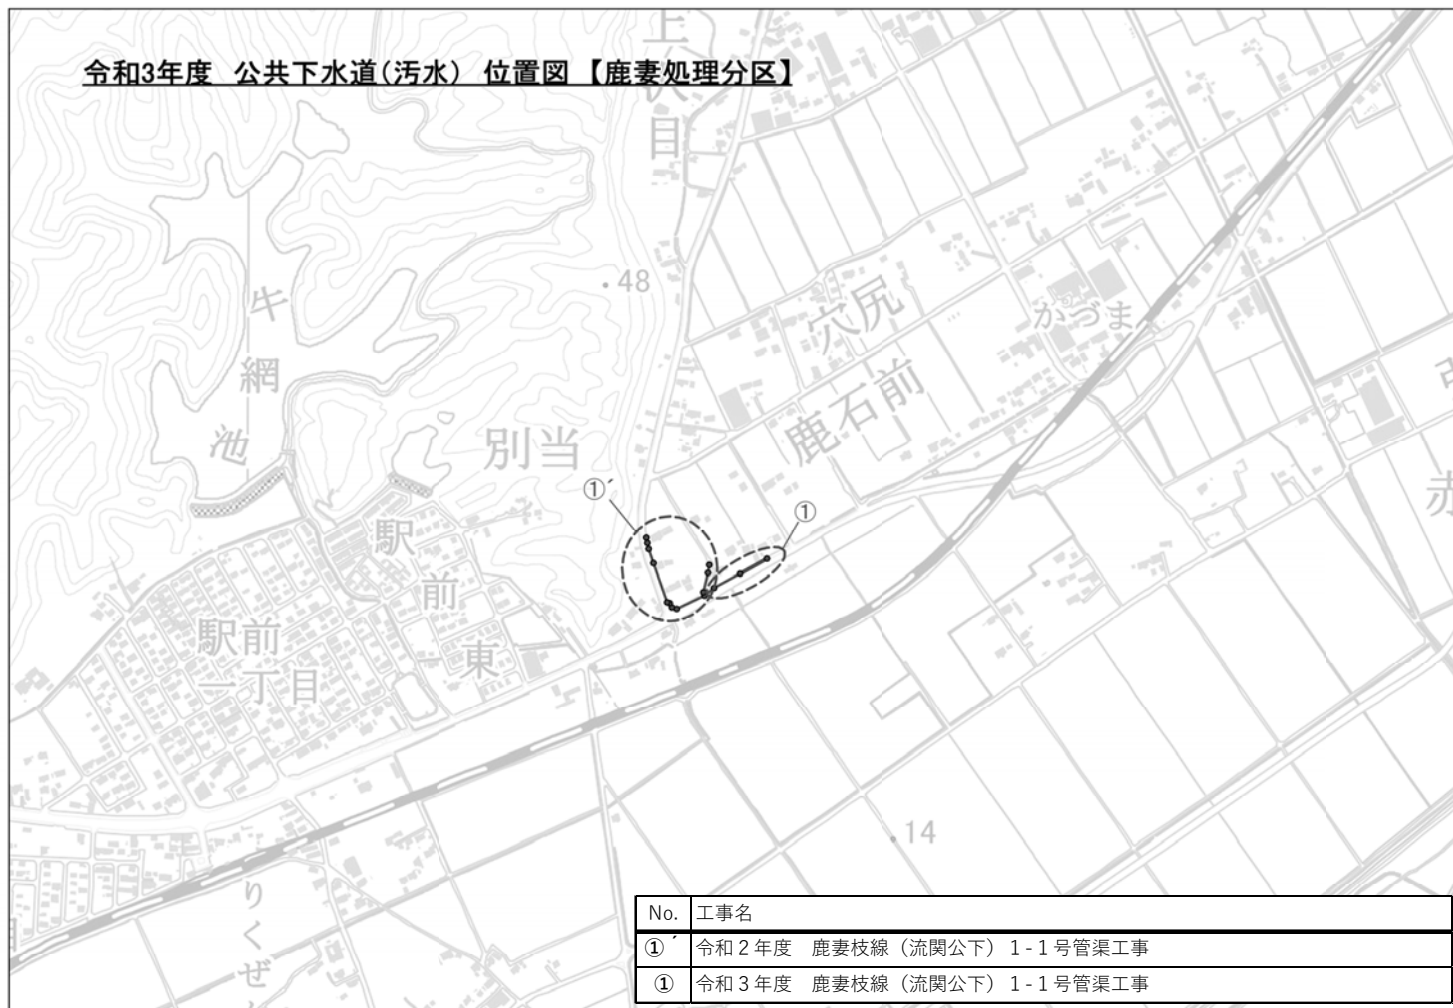 令和3年度 公共下水道(汚水) 位置図 【鹿妻処理分区】
目
48
牛
網
池
穴尻
かづま
鹿石前
別当
①´
①
赤
駅
前
東
駅前
一丁目
14
りくぜ
No. 工事名
①´ 令和２年度 鹿妻枝線（流関公下）１-１号管渠工事
① 令和３年度 鹿妻枝線（流関公下）１-１号管渠工事